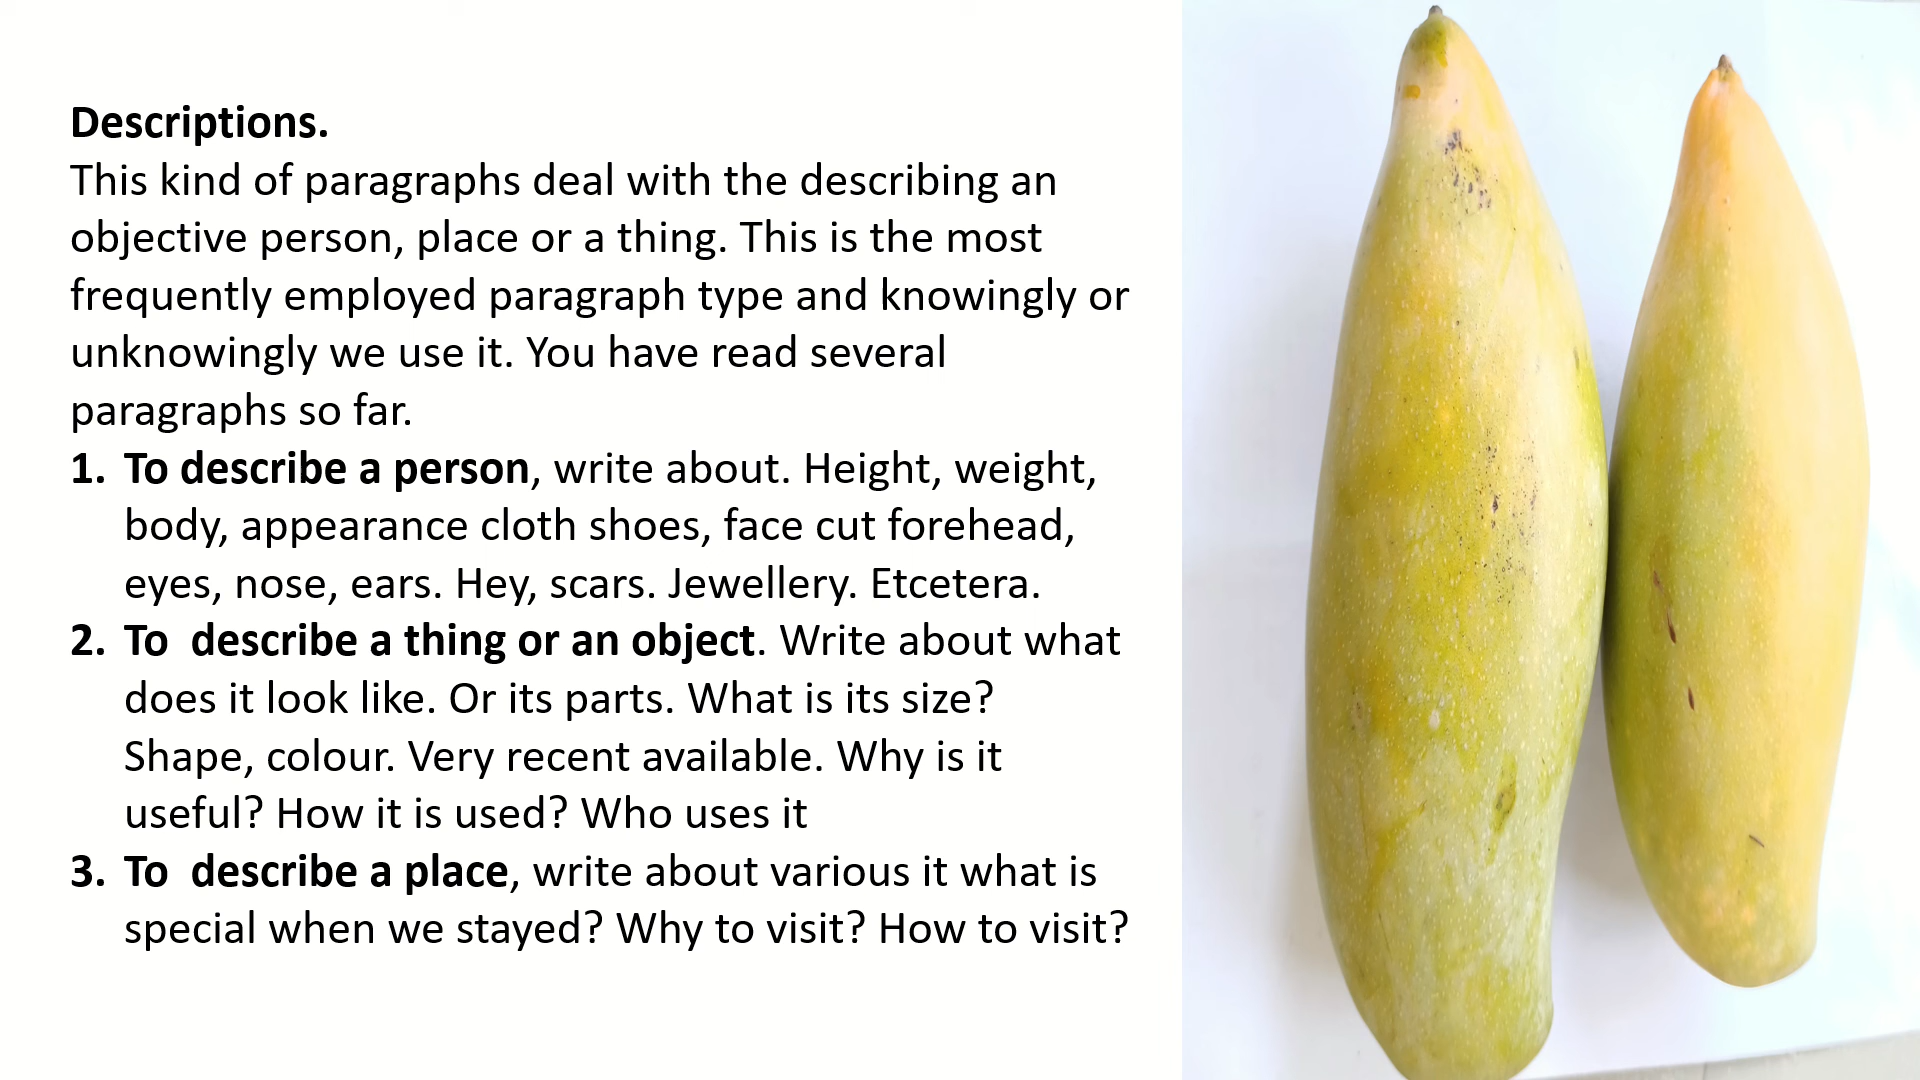 Descriptions.
This kind of paragraphs deal with the describing an
objective person, place or a thing. This is the most
frequently employed paragraph type and knowingly or
unknowingly we use it. You have read several
paragraphs so far.
1. To describe a person, write about. Height, weight,
body, appearance cloth shoes, face cut forehead,
eyes, nose, ears. Hey, scars. Jewellery. Etcetera.
2. To  describe a thing or an object. Write about what
does it look like. Or its parts. What is its size?
Shape, colour. Very recent available. Why is it
useful? How it is used? Who uses it
3. To  describe a place, write about various it what is
special when we stayed? Why to visit? How to visit?